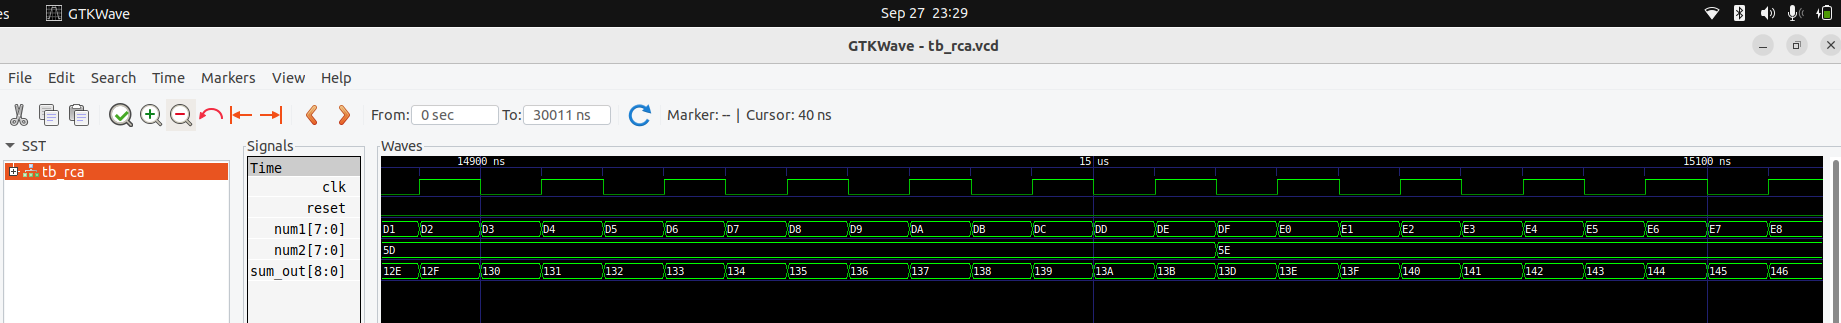 es GTKWave Sep 27 23:29
GTKWave - tb_rca.vcd
File Edit Search Time Markers View Help
From: 0 sec To: 30011 ns Marker: -- | Cursor: 40 ns
SST Signals Waves
14900 ns 15 us 15100 ns
tb_rca Time
clk
reset
num1[7:0] D1 D2 D3 D4 D5 D6 D7 D8 D9 DA DB DC DD DE DF E0 E1 E2 E3 E4 E5 E6 E7 E8
num2[7:0] 5D 5E
sum_out[8:0] 12E 12F 130 131 132 133 134 135 136 137 138 139 13A 13B 13D 13E 13F 140 141 142 143 144 145 146